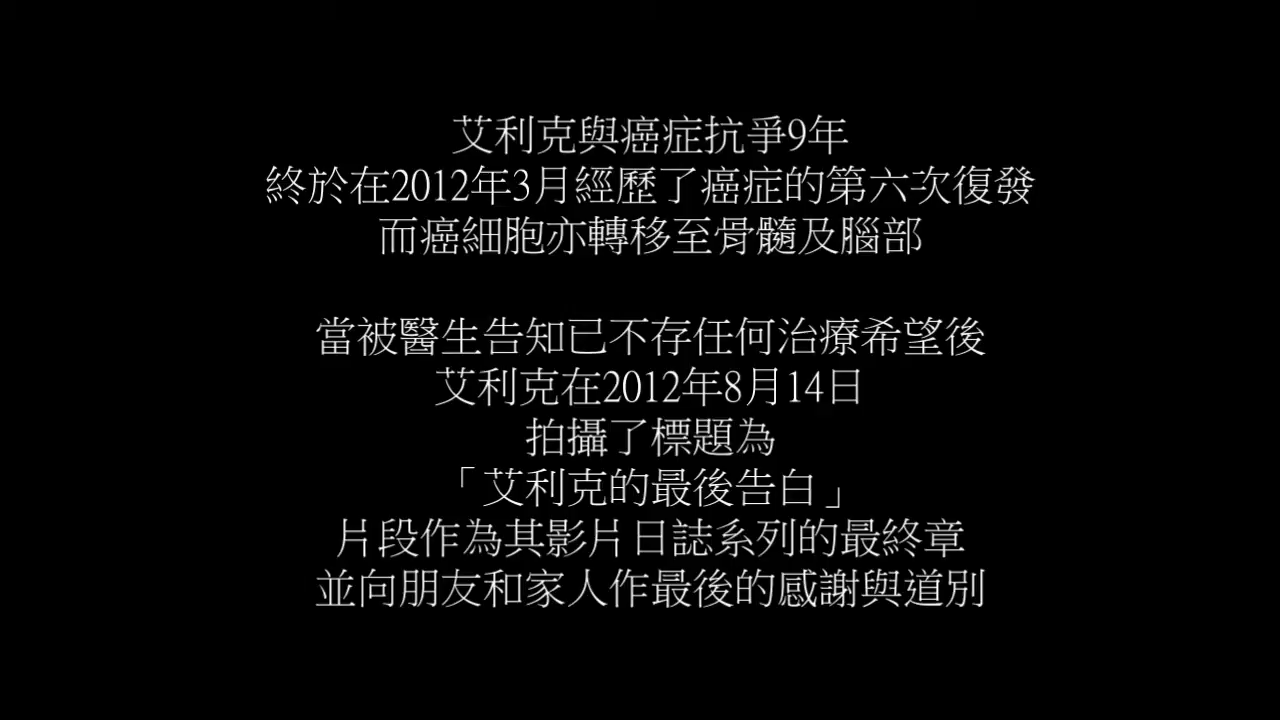 艾利克與癌症抗爭9年
終於在2012年3月經歷了癌症的第六次復發
而癌細胞亦轉移至骨髓及腦部
當被醫生告知已不存任何治療希望後
艾利克在2012年8月14日
拍攝了標題為
「艾利克的最後告白」
片段作為其影片日誌系列的最終章
並向朋友和家人作最後的感謝與道別